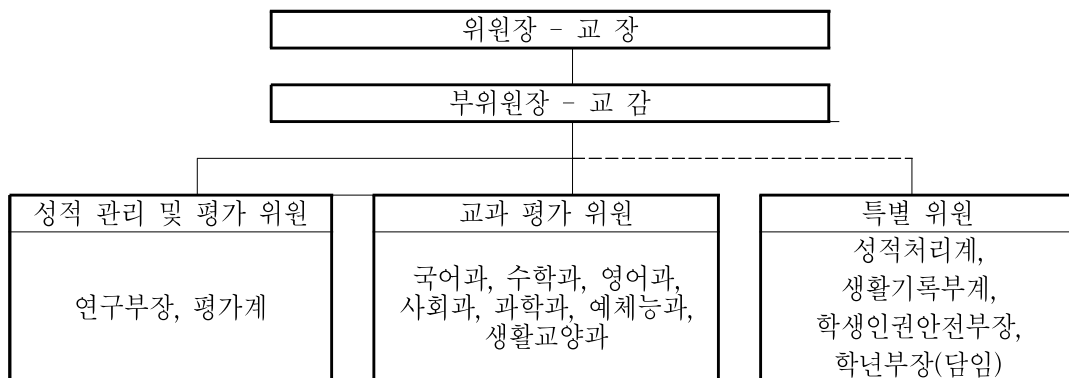 위원장 - 교 장
부위원장 - 교 감
성적 관리 및 평가 위원
연구부장, 평가계
교과 평가 위원
국어과, 수학과, 영어과,
사회과, 과학과, 예체능과,
생활교양과
특별 위원
성적처리계,
생활기록부계,
학생인권안전부장,
학년부장(담임)